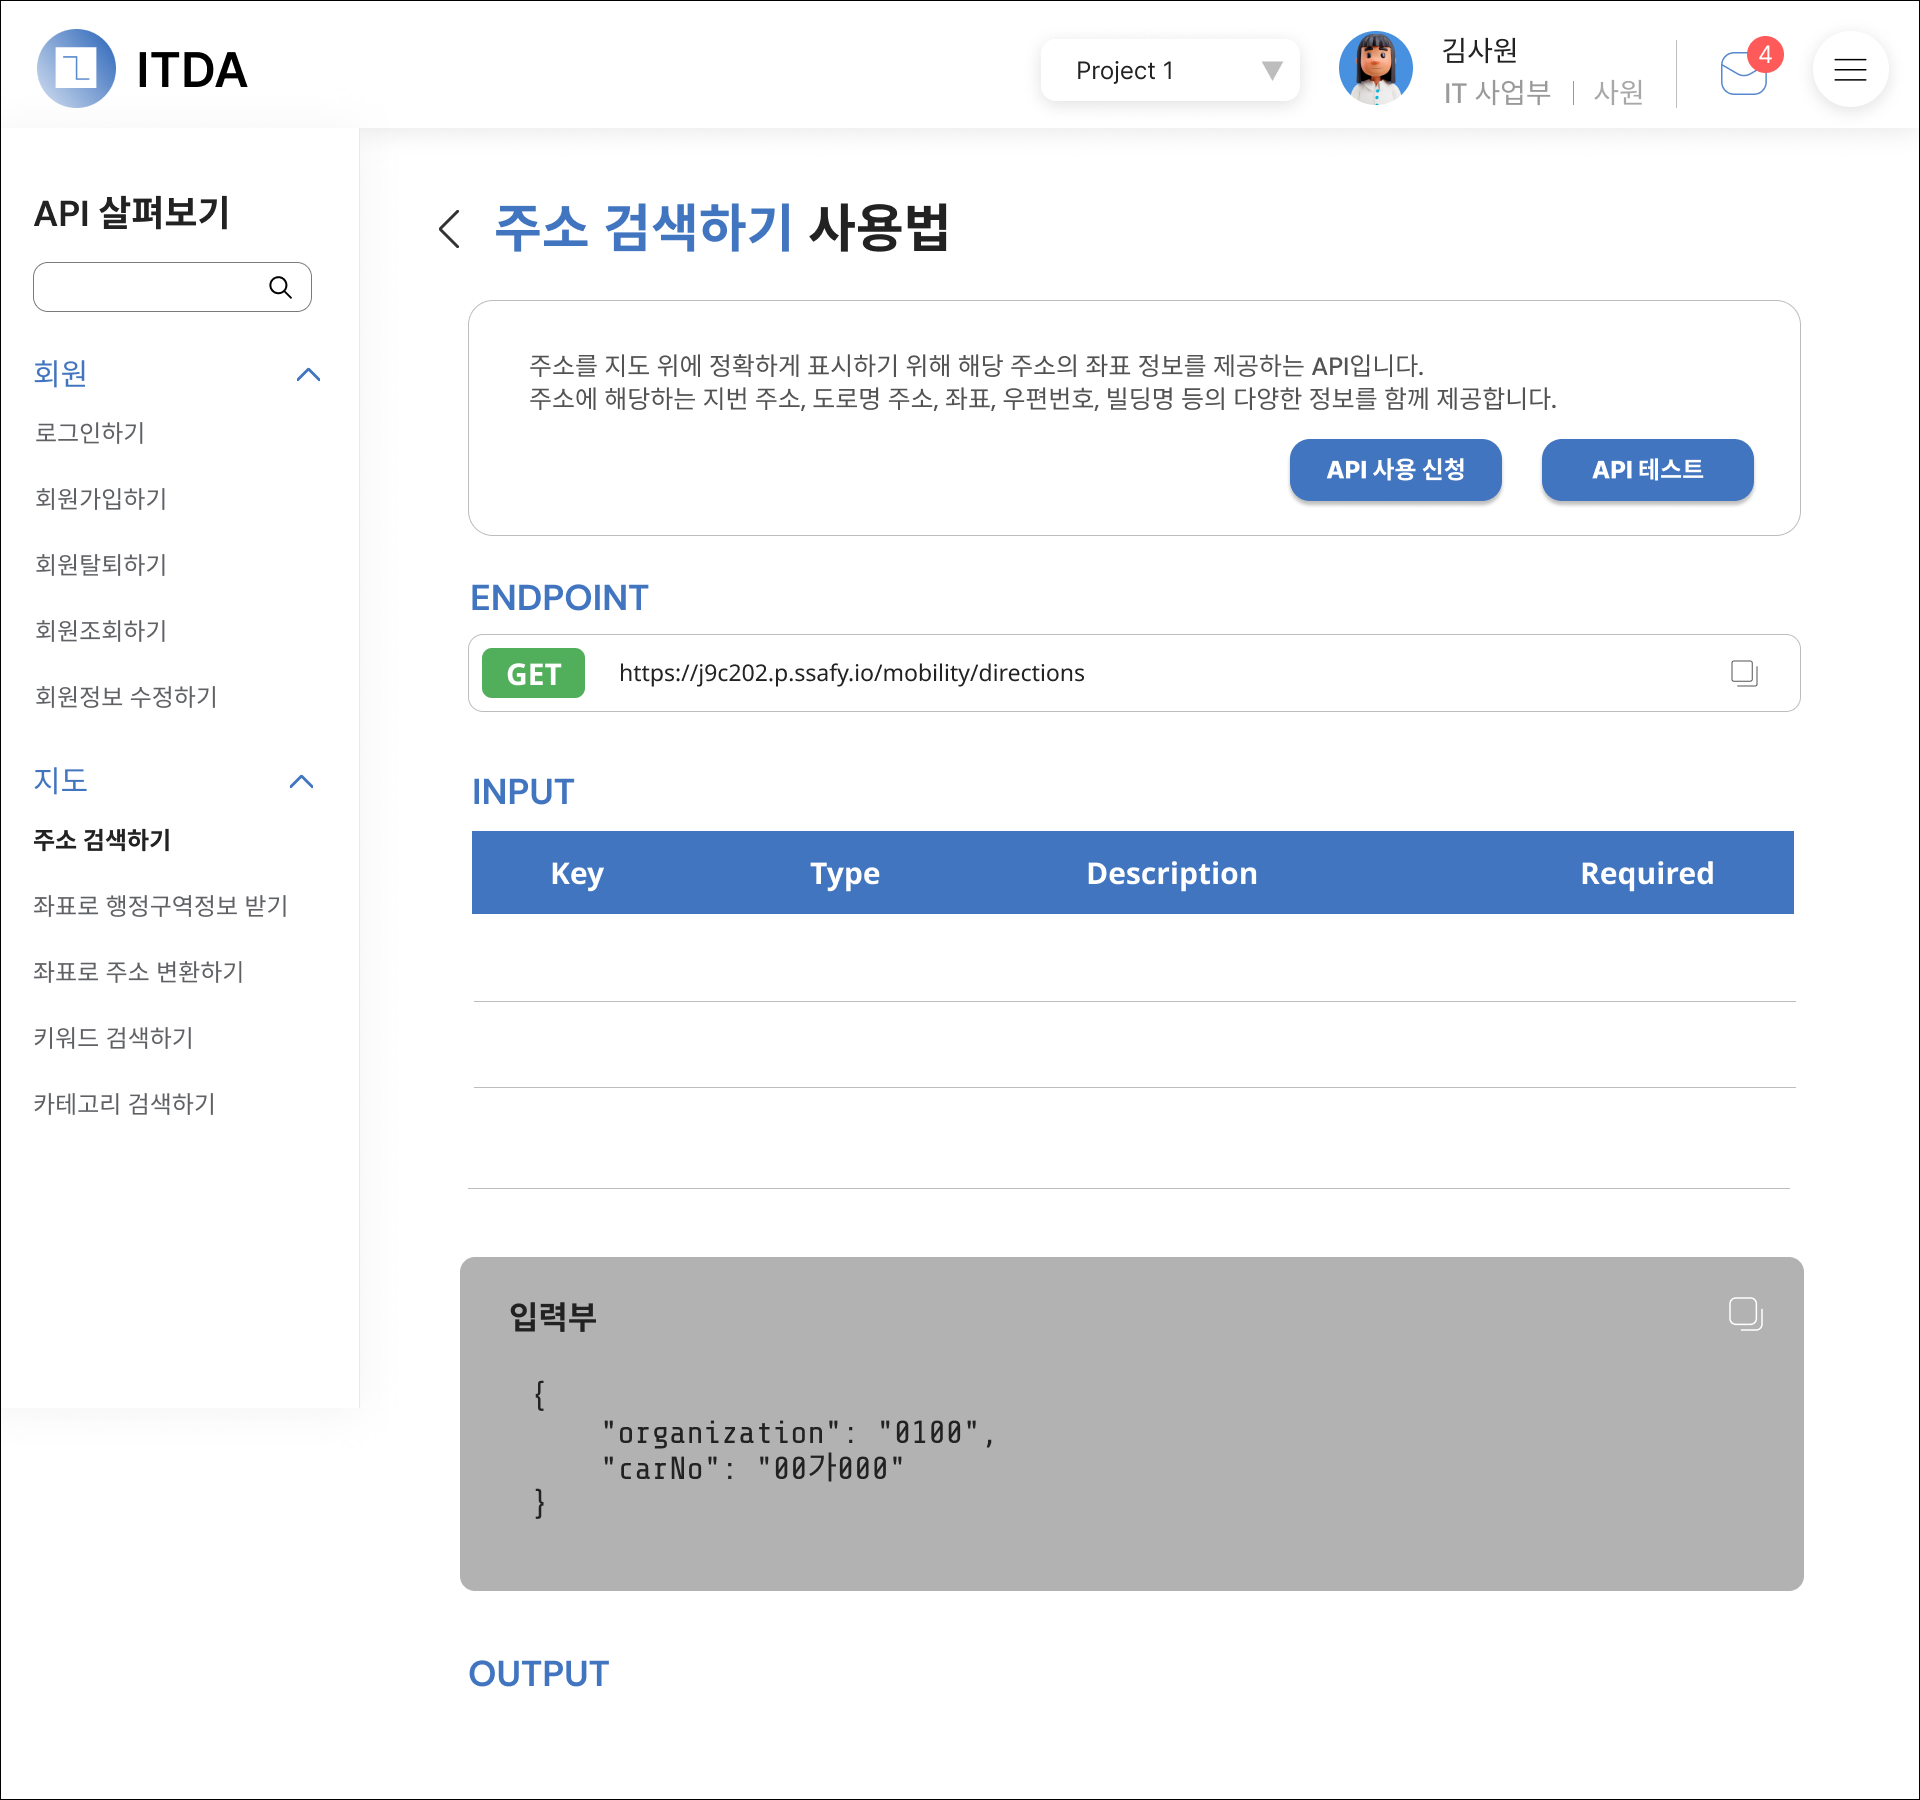 ITDA
Project 1
김사원
IT 사업부 | 사원
4
API 살펴보기
회원
로그인하기
회원가입하기
회원탈퇴하기
회원조회하기
회원정보 수정하기
지도
주소 검색하기
좌표로 행정구역정보 받기
좌표로 주소 변환하기
키워드 검색하기
카테고리 검색하기
주소 검색하기 사용법
주소를 지도 위에 정확하게 표시하기 위해 해당 주소의 좌표 정보를 제공하는 API입니다.
주소에 해당하는 지번 주소, 도로명 주소, 좌표, 우편번호, 빌딩명 등의 다양한 정보를 함께 제공합니다.
API 사용 신청
API 테스트
ENDPOINT
GET https://j9c202.p.ssafy.io/mobility/directions
INPUT
Key Type Description Required
입력부
{
"organization": "0100",
"carNo": "00가000"
}
OUTPUT